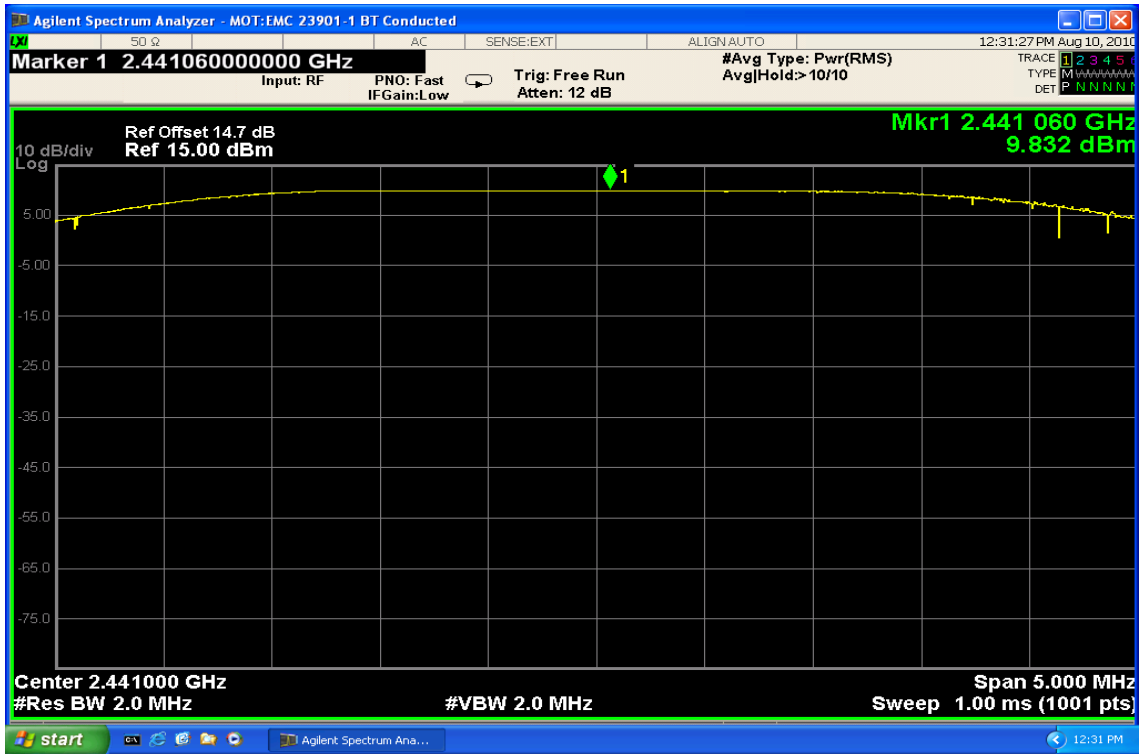 Agilent Spectrum Analyzer - MOT:EMC 23901-1 BT Conducted
LXI 50 Ω AC SENSE:EXT ALIGN AUTO 12:31:27 PM Aug 10, 2010
Marker 1 2.441060000000 GHz
Input: RF
PNO: Fast
IFGain:Low
Trig: Free Run
Atten: 12 dB
#Avg Type: Pwr(RMS)
Avg|Hold:>10/10
TRACE 1 2 3 4 5 6
TYPE M
DET P N N N N N
Mkr1 2.441 060 GHz
9.832 dBm
Ref Offset 14.7 dB
10 dB/div Ref 15.00 dBm
Log
1
5.00
-5.00
-15.0
-25.0
-35.0
-45.0
-55.0
-65.0
-75.0
Center 2.441000 GHz Span 5.000 MHz
#Res BW 2.0 MHz #VBW 2.0 MHz Sweep 1.00 ms (1001 pts)
start Agilent Spectrum Ana... 12:31 PM